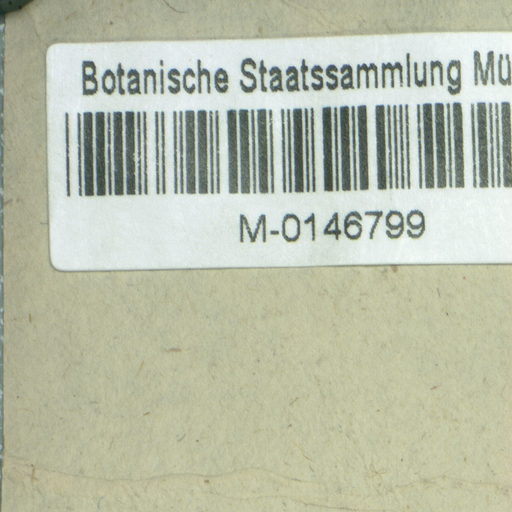 Botanische Staatssammlung Mü
M-0146799